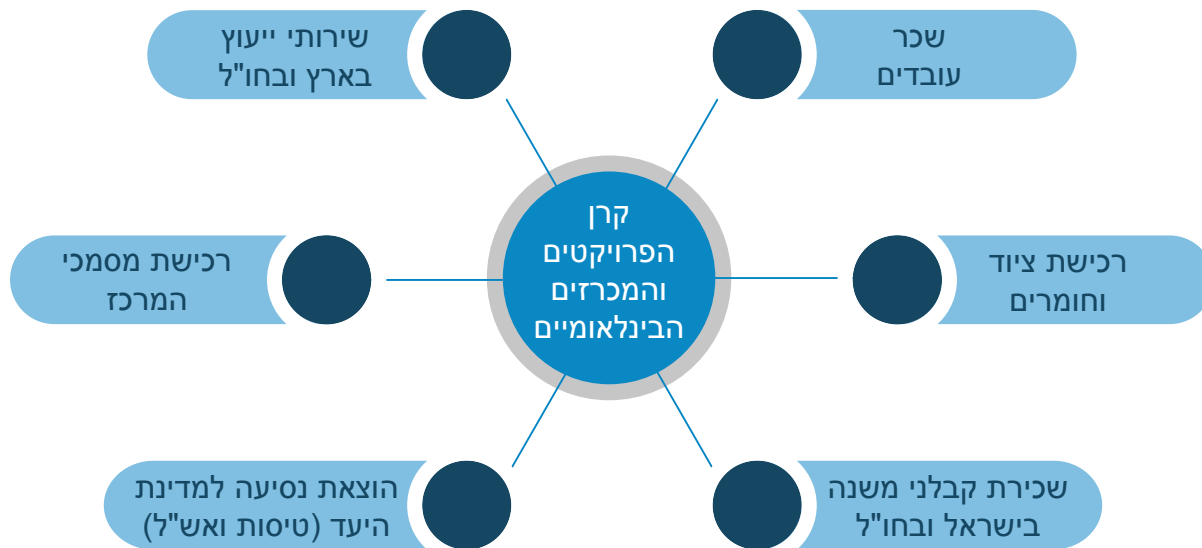 שכר
עובדים
שירותי ייעוץ
בארץ ובחו"ל
קרן
הפרויקטים
והמכרזים
הבינלאומיים
רכישת ציוד
וחומרים
רכישת מסמכי
המרכז
שכירת קבלני משנה
בישראל ובחו"ל
הוצאת נסיעה למדינת
היעד (טיסות ואש"ל)